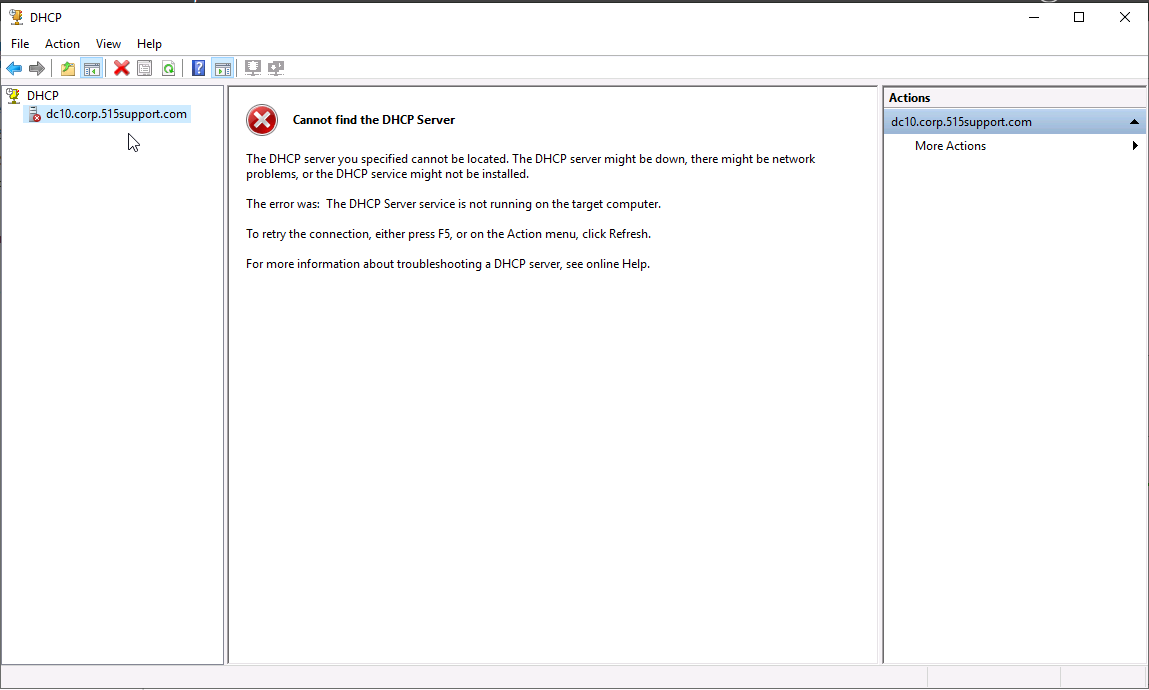 DHCP
File Action View Help
DHCP
dc10.corp.515support.com
Cannot find the DHCP Server
The DHCP server you specified cannot be located. The DHCP server might be down, there might be network
problems, or the DHCP service might not be installed.
The error was:  The DHCP Server service is not running on the target computer.
To retry the connection, either press F5, or on the Action menu, click Refresh.
For more information about troubleshooting a DHCP server, see online Help.
Actions
dc10.corp.515support.com
More Actions